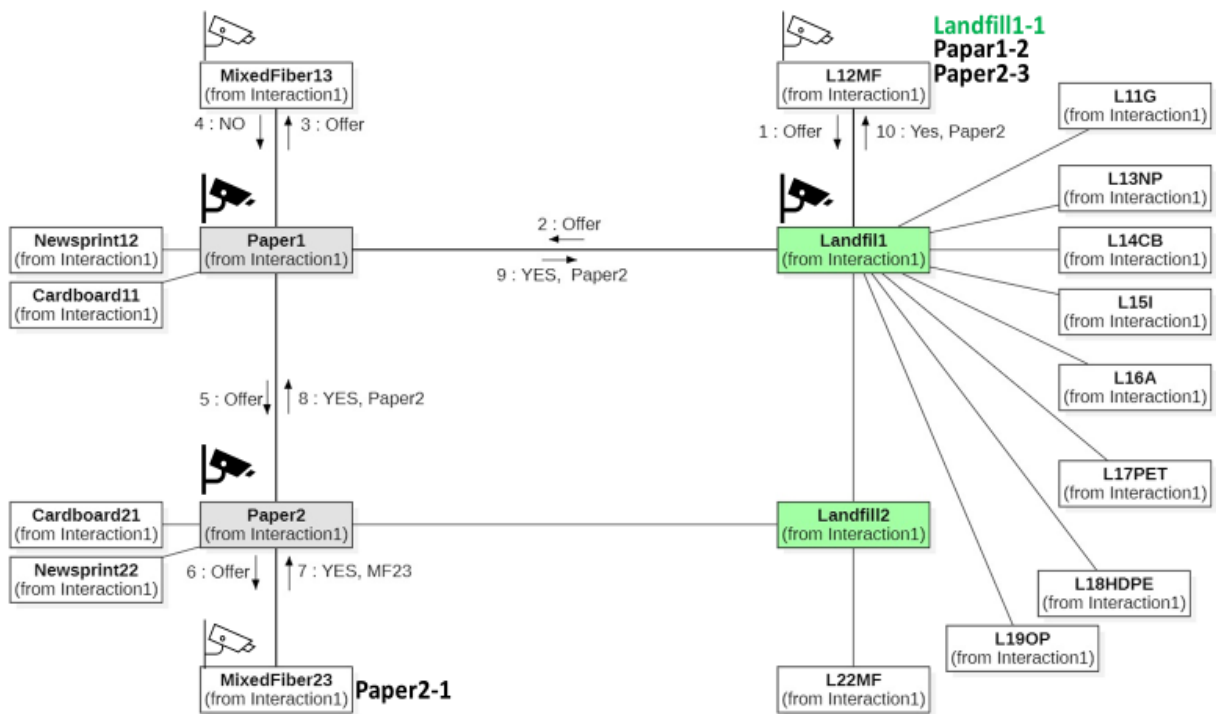 Landfill1-1
Papar1-2
Paper2-3
MixedFiber13
(from Interaction1)
L12MF
(from Interaction1)
L11G
(from Interaction1)
4 : NO
3 : Offer
1 : Offer
10 : Yes, Paper2
L13NP
(from Interaction1)
2 : Offer
Newsprint12
(from Interaction1)
Paper1
(from Interaction1)
Landfil1
(from Interaction1)
L14CB
(from Interaction1)
9 : YES, Paper2
Cardboard11
(from Interaction1)
L15I
(from Interaction1)
L16A
(from Interaction1)
5 : Offer
8 : YES, Paper2
L17PET
(from Interaction1)
Cardboard21
(from Interaction1)
Paper2
(from Interaction1)
Landfill2
(from Interaction1)
Newsprint22
(from Interaction1)
6 : Offer
7 : YES, MF23
L18HDPE
(from Interaction1)
L19OP
(from Interaction1)
MixedFiber23
(from Interaction1)
Paper2-1
L22MF
(from Interaction1)